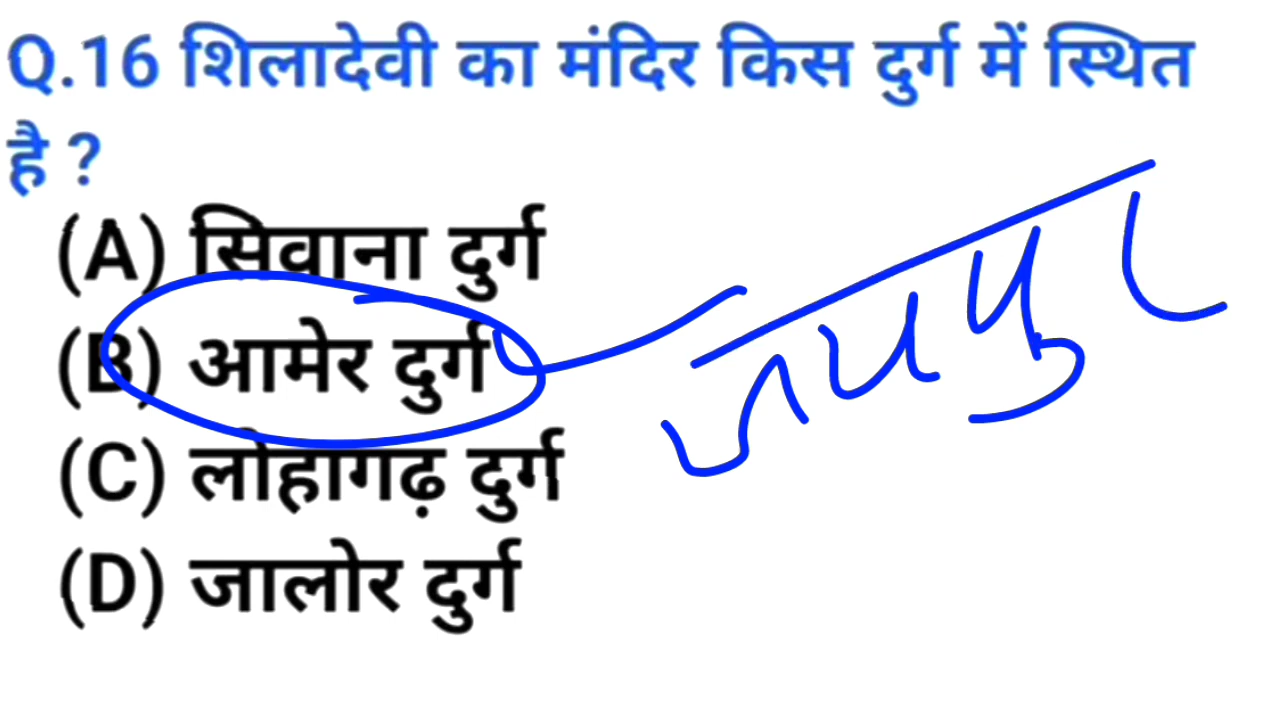 Q.16 शिलादेवी का मंदिर किस दुर्ग में स्थित
है ?
(A) सिवाना दुर्ग
(B) आमेर दुर्ग
जयपुर
(C) लोहागढ़ दुर्ग
(D) जालोर दुर्ग